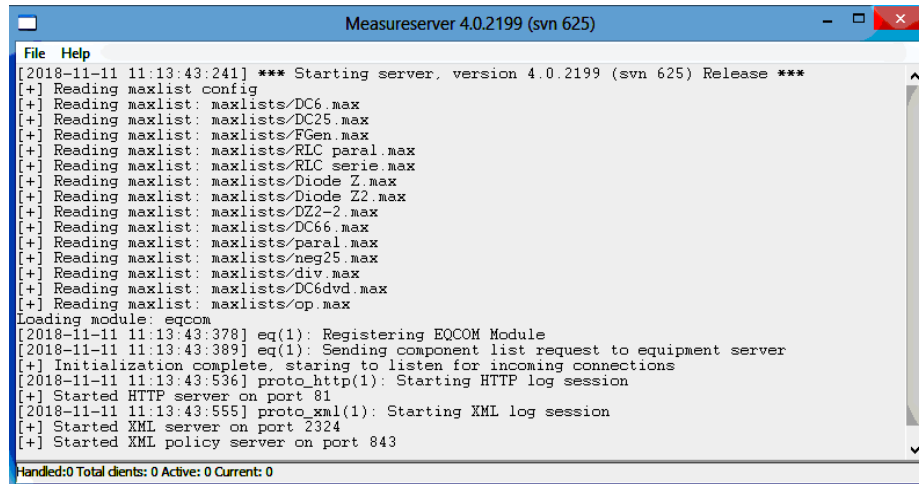 Measureserver 4.0.2199 (svn 625)
File Help
[2018-11-11 11:13:43:241] *** Starting server, version 4.0.2199 (svn 625) Release ***
[+] Reading maxlist config
[+] Reading maxlist: maxlists/DC6.max
[+] Reading maxlist: maxlists/DC25.max
[+] Reading maxlist: maxlists/FGen.max
[+] Reading maxlist: maxlists/RLC paral.max
[+] Reading maxlist: maxlists/RLC serie.max
[+] Reading maxlist: maxlists/Diode Z.max
[+] Reading maxlist: maxlists/Diode Z2.max
[+] Reading maxlist: maxlists/DZ2-2.max
[+] Reading maxlist: maxlists/DC66.max
[+] Reading maxlist: maxlists/paral.max
[+] Reading maxlist: maxlists/neg25.max
[+] Reading maxlist: maxlists/div.max
[+] Reading maxlist: maxlists/DC6dvd.max
[+] Reading maxlist: maxlists/op.max
Loading module: eqcom
[2018-11-11 11:13:43:378] eq(1): Registering EQCOM Module
[2018-11-11 11:13:43:389] eq(1): Sending component list request to equipment server
[+] Initialization complete, staring to listen for incoming connections
[2018-11-11 11:13:43:536] proto_http(1): Starting HTTP log session
[+] Started HTTP server on port 81
[2018-11-11 11:13:43:555] proto_xml(1): Starting XML log session
[+] Started XML server on port 2324
[+] Started XML policy server on port 843
Handled:0 Total clients: 0 Active: 0 Current: 0